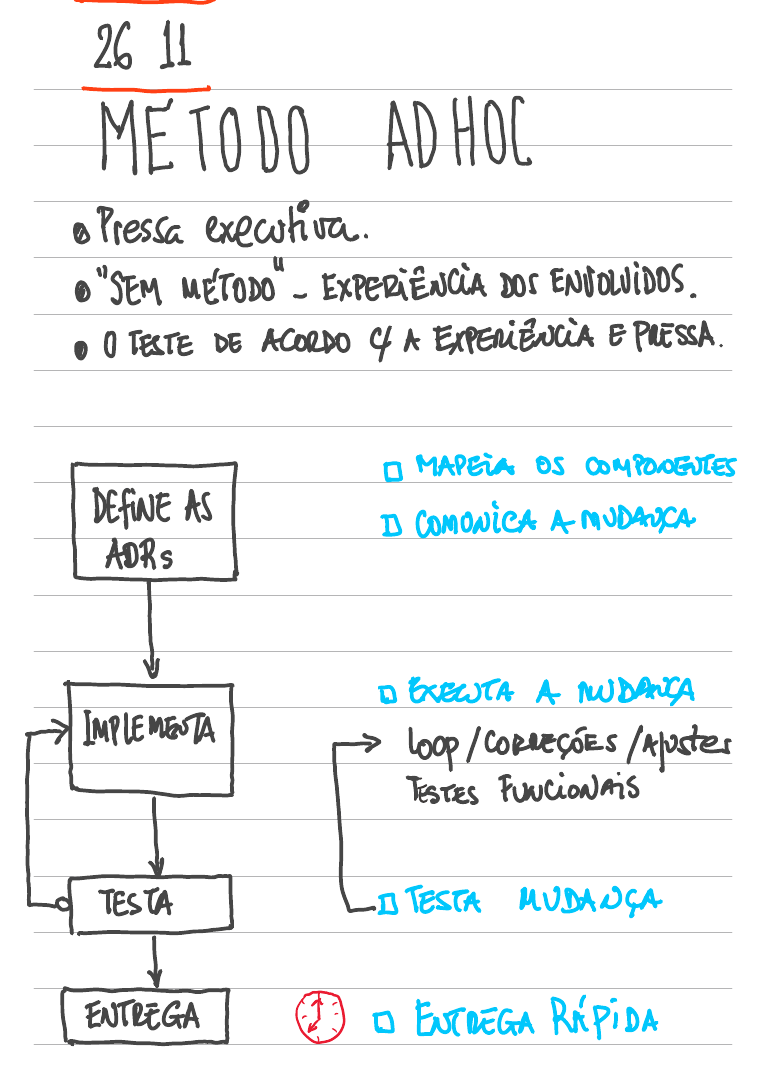 26 11
METODO ADHOC
Pressa executiva.
"SEM MÉTODO" - EXPERIÊNCIA DOS ENVOLVIDOS.
O TESTE DE ACORDO C/ A EXPERIÊNCIA E PRESSA.
DEFINE AS
ADRs
MAPEIA OS COMPONENTES
COMONICA A MUDANÇA
IMPLEMENTA
EXECUTA A MUDANÇA
LOOP/CORREÇÕES/AJUSTES
TESTES FUNCIONAIS
TESTA
TESTA MUDANÇA
ENTREGA
ENTREGA RÁPIDA